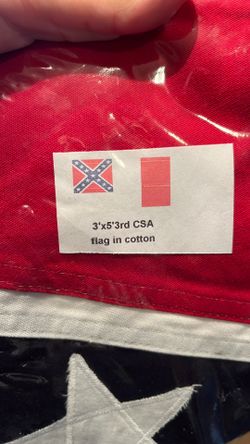 3'x5'3rd CSA
flag in cotton